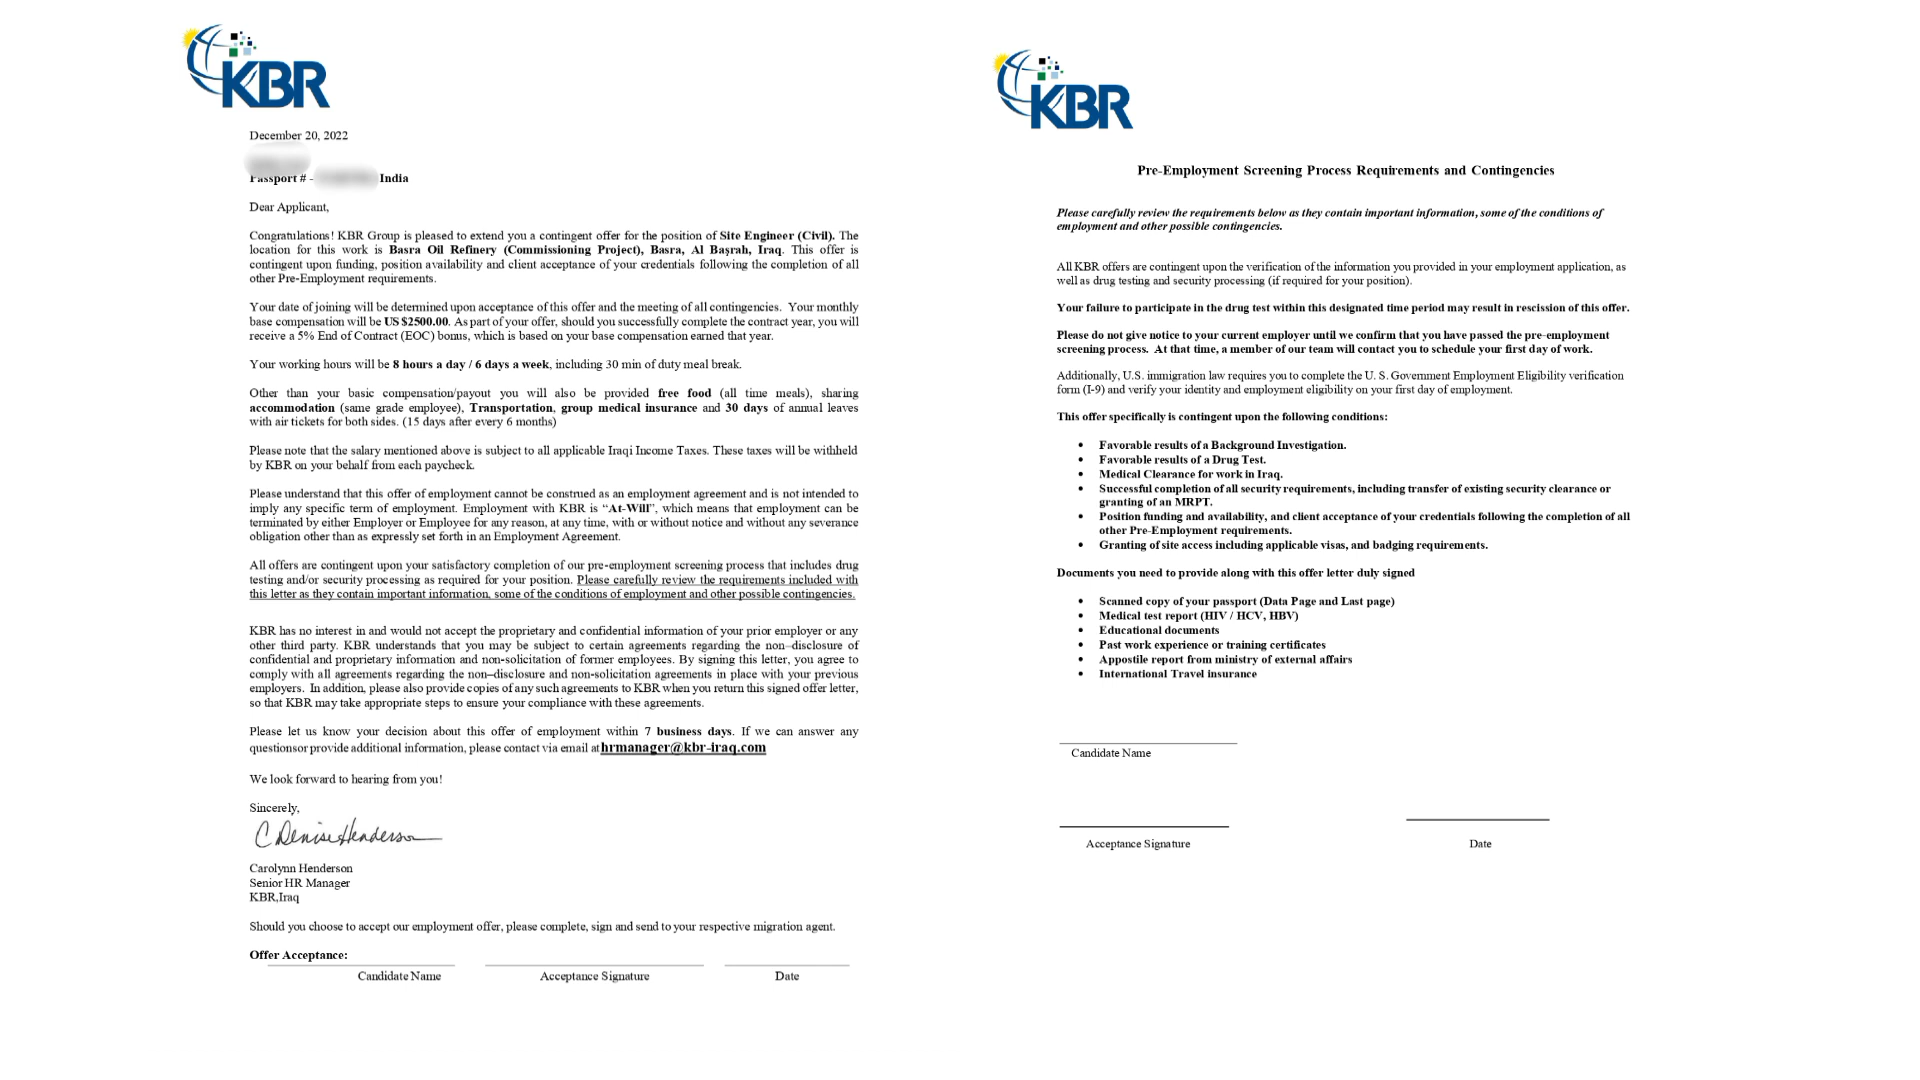 KBR
December 20, 2022
Passport # - India
Dear Applicant,
Congratulations! KBR Group is pleased to extend you a contingent offer for the position of Site Engineer (Civil). The
location for this work is Basra Oil Refinery (Commissioning Project), Basra, Al Başrah, Iraq. This offer is
contingent upon funding, position availability and client acceptance of your credentials following the completion of all
other Pre-Employment requirements.
Your date of joining will be determined upon acceptance of this offer and the meeting of all contingencies. Your monthly
base compensation will be US $2500.00. As part of your offer, should you successfully complete the contract year, you will
receive a 5% End of Contract (EOC) bonus, which is based on your base compensation earned that year.
Your working hours will be 8 hours a day / 6 days a week, including 30 min of duty meal break.
Other than your basic compensation/payout you will also be provided free food (all time meals), sharing
accommodation (same grade employee), Transportation, group medical insurance and 30 days of annual leaves
with air tickets for both sides. (15 days after every 6 months)
Please note that the salary mentioned above is subject to all applicable Iraqi Income Taxes. These taxes will be withheld
by KBR on your behalf from each paycheck.
Please understand that this offer of employment cannot be construed as an employment agreement and is not intended to
imply any specific term of employment. Employment with KBR is “At-Will”, which means that employment can be
terminated by either Employer or Employee for any reason, at any time, with or without notice and without any severance
obligation other than as expressly set forth in an Employment Agreement.
All offers are contingent upon your satisfactory completion of our pre-employment screening process that includes drug
testing and/or security processing as required for your position. Please carefully review the requirements included with
this letter as they contain important information, some of the conditions of employment and other possible contingencies.
KBR has no interest in and would not accept the proprietary and confidential information of your prior employer or any
other third party. KBR understands that you may be subject to certain agreements regarding the non–disclosure of
confidential and proprietary information and non-solicitation of former employees. By signing this letter, you agree to
comply with all agreements regarding the non–disclosure and non-solicitation agreements in place with your previous
employers. In addition, please also provide copies of any such agreements to KBR when you return this signed offer letter,
so that KBR may take appropriate steps to ensure your compliance with these agreements.
Please let us know your decision about this offer of employment within 7 business days. If we can answer any
questionsor provide additional information, please contact via email at hrmanager@kbr-iraq.com
We look forward to hearing from you!
Sincerely,
C Denise Henderson
Carolynn Henderson
Senior HR Manager
KBR,Iraq
Should you choose to accept our employment offer, please complete, sign and send to your respective migration agent.
Offer Acceptance:
Candidate Name Acceptance Signature Date
KBR
Pre-Employment Screening Process Requirements and Contingencies
Please carefully review the requirements below as they contain important information, some of the conditions of
employment and other possible contingencies.
All KBR offers are contingent upon the verification of the information you provided in your employment application, as
well as drug testing and security processing (if required for your position).
Your failure to participate in the drug test within this designated time period may result in rescission of this offer.
Please do not give notice to your current employer until we confirm that you have passed the pre-employment
screening process. At that time, a member of our team will contact you to schedule your first day of work.
Additionally, U.S. immigration law requires you to complete the U. S. Government Employment Eligibility verification
form (I-9) and verify your identity and employment eligibility on your first day of employment.
This offer specifically is contingent upon the following conditions:
• Favorable results of a Background Investigation.
• Favorable results of a Drug Test.
• Medical Clearance for work in Iraq.
• Successful completion of all security requirements, including transfer of existing security clearance or
granting of an MRPT.
• Position funding and availability, and client acceptance of your credentials following the completion of all
other Pre-Employment requirements.
• Granting of site access including applicable visas, and badging requirements.
Documents you need to provide along with this offer letter duly signed
• Scanned copy of your passport (Data Page and Last page)
• Medical test report (HIV / HCV, HBV)
• Educational documents
• Past work experience or training certificates
• Appostile report from ministry of external affairs
• International Travel insurance
Candidate Name
Acceptance Signature Date